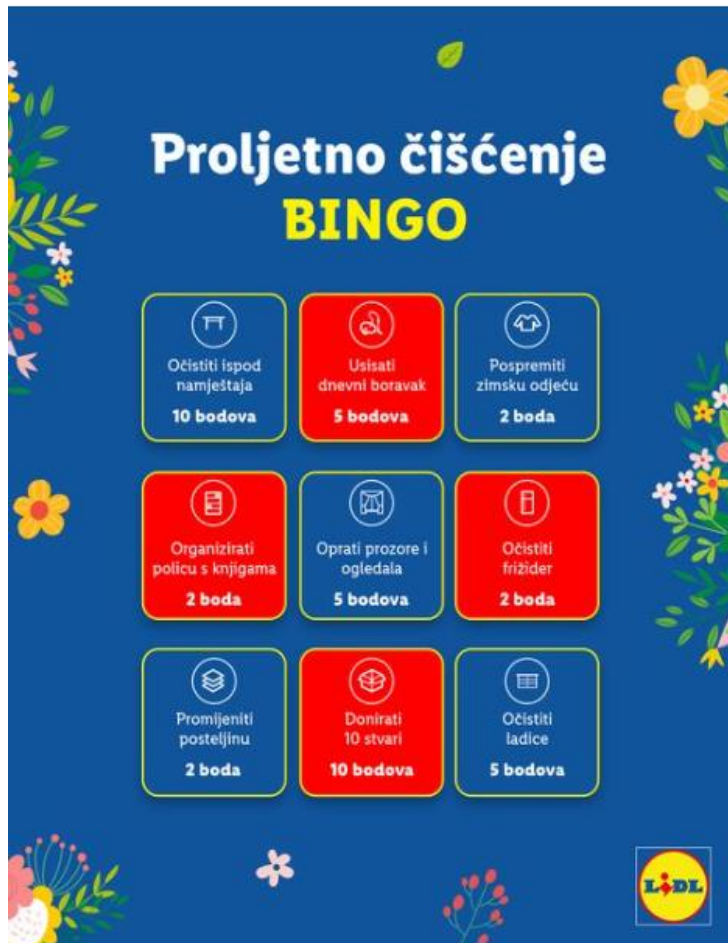 Proljetno čišćenje
BINGO
Očistiti ispod
namještaja
10 bodova
Usisati
dnevni boravak
5 bodova
Pospremiti
zimsku odjeću
2 boda
Organizirati
policu s knjigama
2 boda
Oprati prozore i
ogledala
5 bodova
Očistiti
frižider
2 boda
Promijeniti
posteljinu
2 boda
Donirati
10 stvari
10 bodova
Očistiti
ladice
5 bodova
LiDL